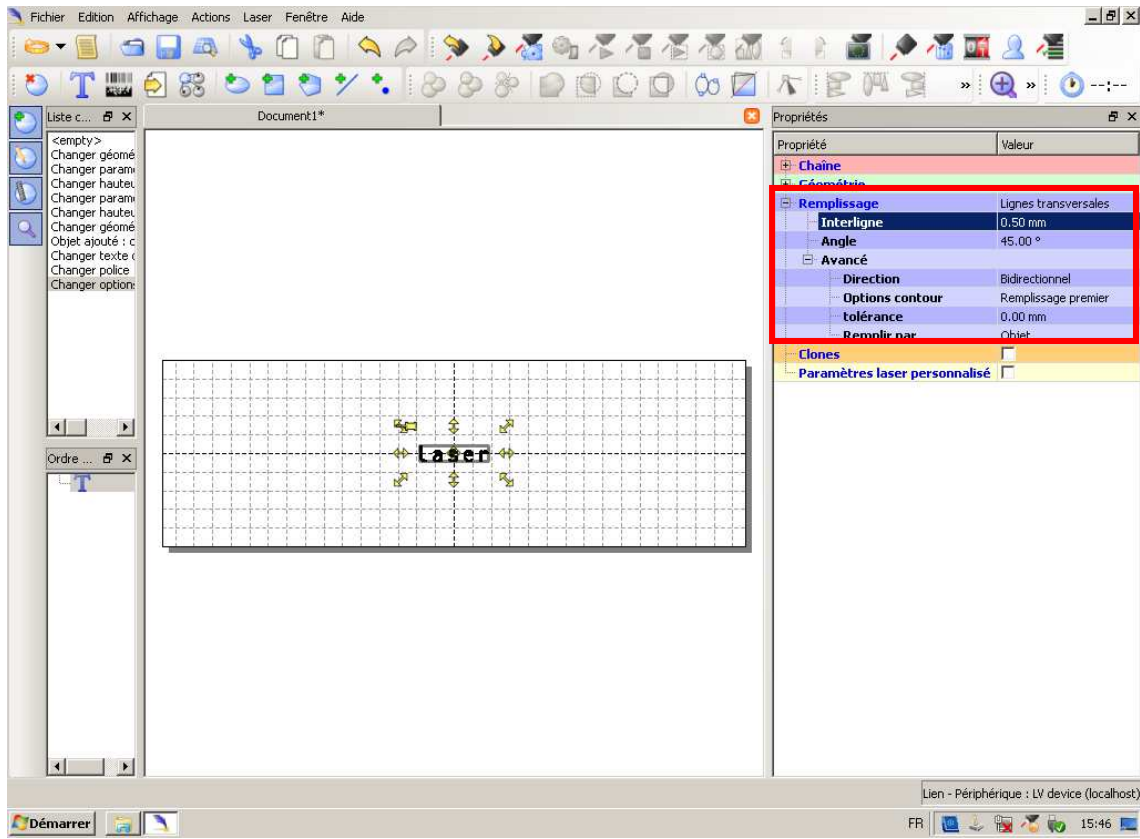 Fichier Edition Affichage Actions Laser Fenêtre Aide
» » --:--
Liste c...
<empty>
Changer géomé
Changer param
Changer hauteu
Changer param
Changer hauteu
Changer géomé
Objet ajouté : c
Changer texte
Changer police
Changer option
Ordre ...
Document1*
Laser
Propriétés
Propriété Valeur
Chaîne
Géométrie
Remplissage Lignes transversales
Interligne 0.50 mm
Angle 45.00 °
Avancé
Direction Bidirectionnel
Options contour Remplissage premier
tolérance 0.00 mm
Remplir par Objet
Clones
Paramètres laser personnalisé
Lien - Périphérique : LV device (localhost)
Démarrer FR 15:46